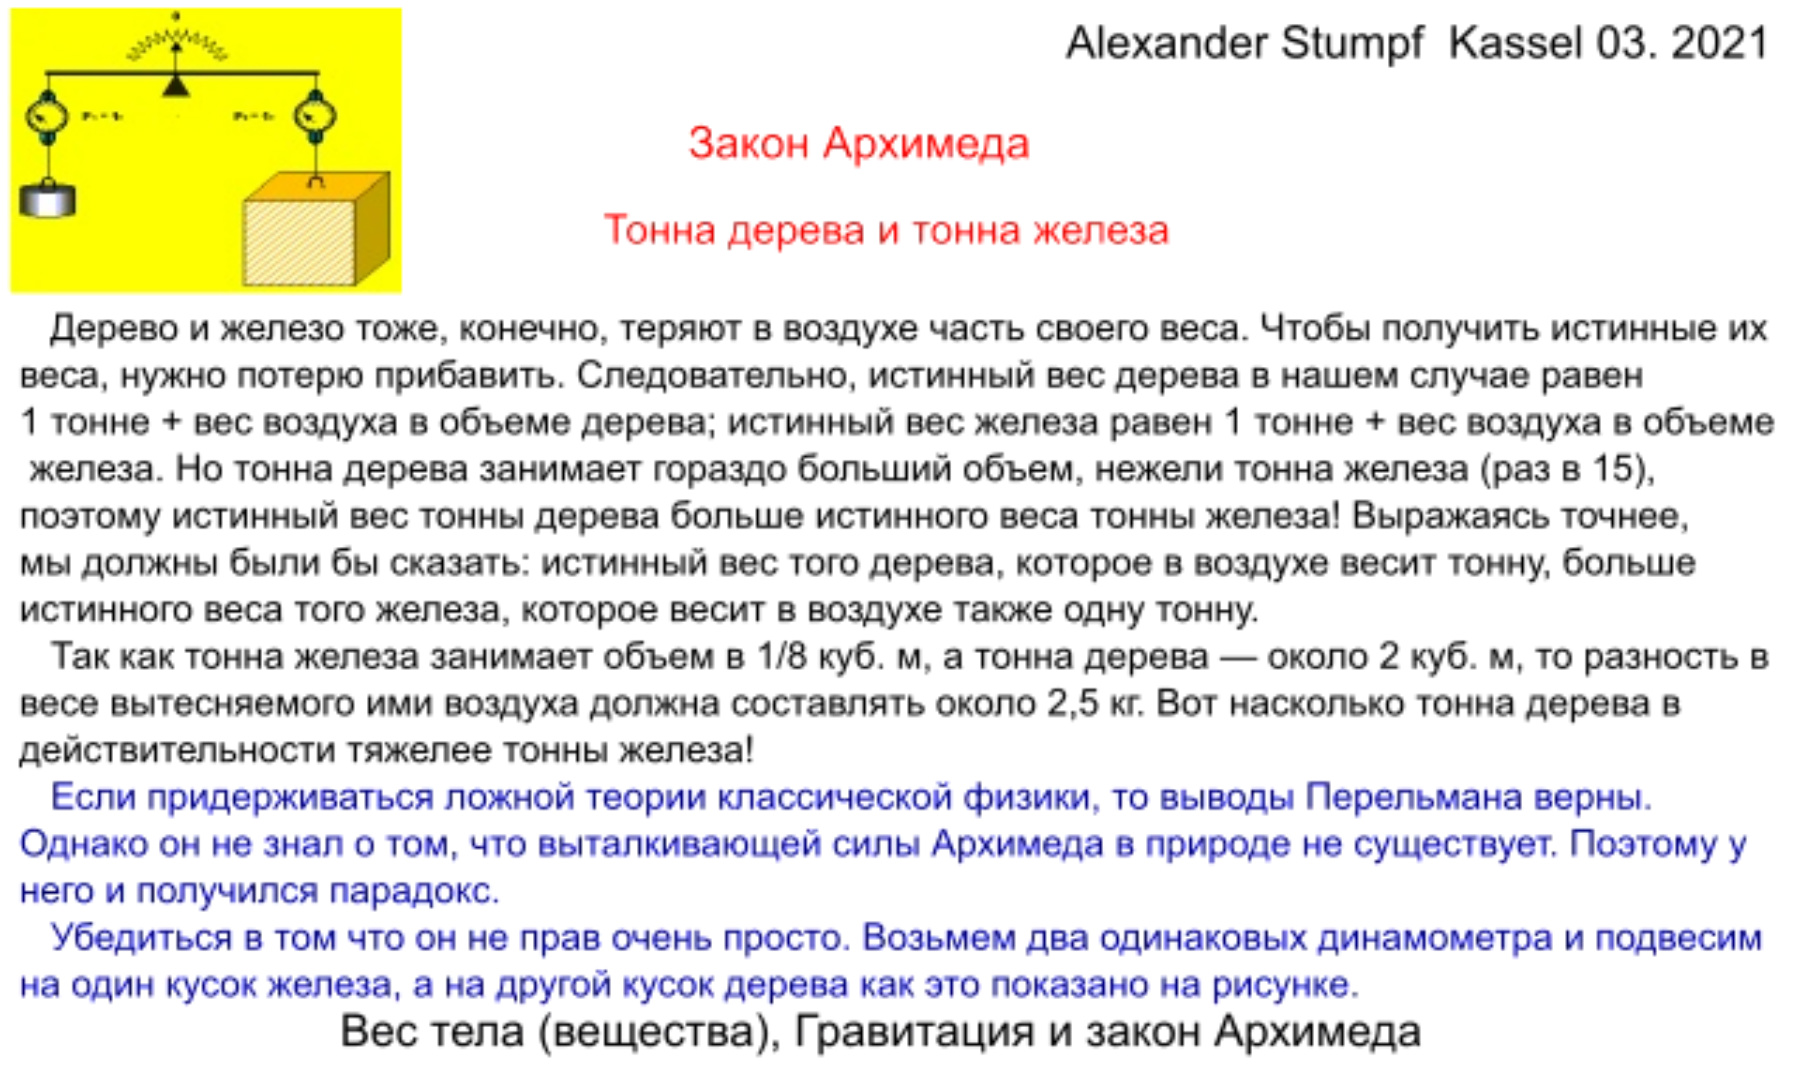 Alexander Stumpf Kassel 03. 2021
Закон Архимеда
Тонна дерева и тонна железа
Дерево и железо тоже, конечно, теряют в воздухе часть своего веса. Чтобы получить истинные их
веса, нужно потерю прибавить. Следовательно, истинный вес дерева в нашем случае равен
1 тонне + вес воздуха в объеме дерева; истинный вес железа равен 1 тонне + вес воздуха в объеме
железа. Но тонна дерева занимает гораздо больший объем, нежели тонна железа (раз в 15),
поэтому истинный вес тонны дерева больше истинного веса тонны железа! Выражаясь точнее,
мы должны были бы сказать: истинный вес того дерева, которое в воздухе весит тонну, больше
истинного веса того железа, которое весит в воздухе также одну тонну.
Так как тонна железа занимает объем в 1/8 куб. м, а тонна дерева — около 2 куб. м, то разность в
весе вытесняемого ими воздуха должна составлять около 2,5 кг. Вот насколько тонна дерева в
действительности тяжелее тонны железа!
Если придерживаться ложной теории классической физики, то выводы Перельмана верны.
Однако он не знал о том, что выталкивающей силы Архимеда в природе не существует. Поэтому у
него и получился парадокс.
Убедиться в том что он не прав очень просто. Возьмем два одинаковых динамометра и подвесим
на один кусок железа, а на другой кусок дерева как это показано на рисунке.
Вес тела (вещества), Гравитация и закон Архимеда